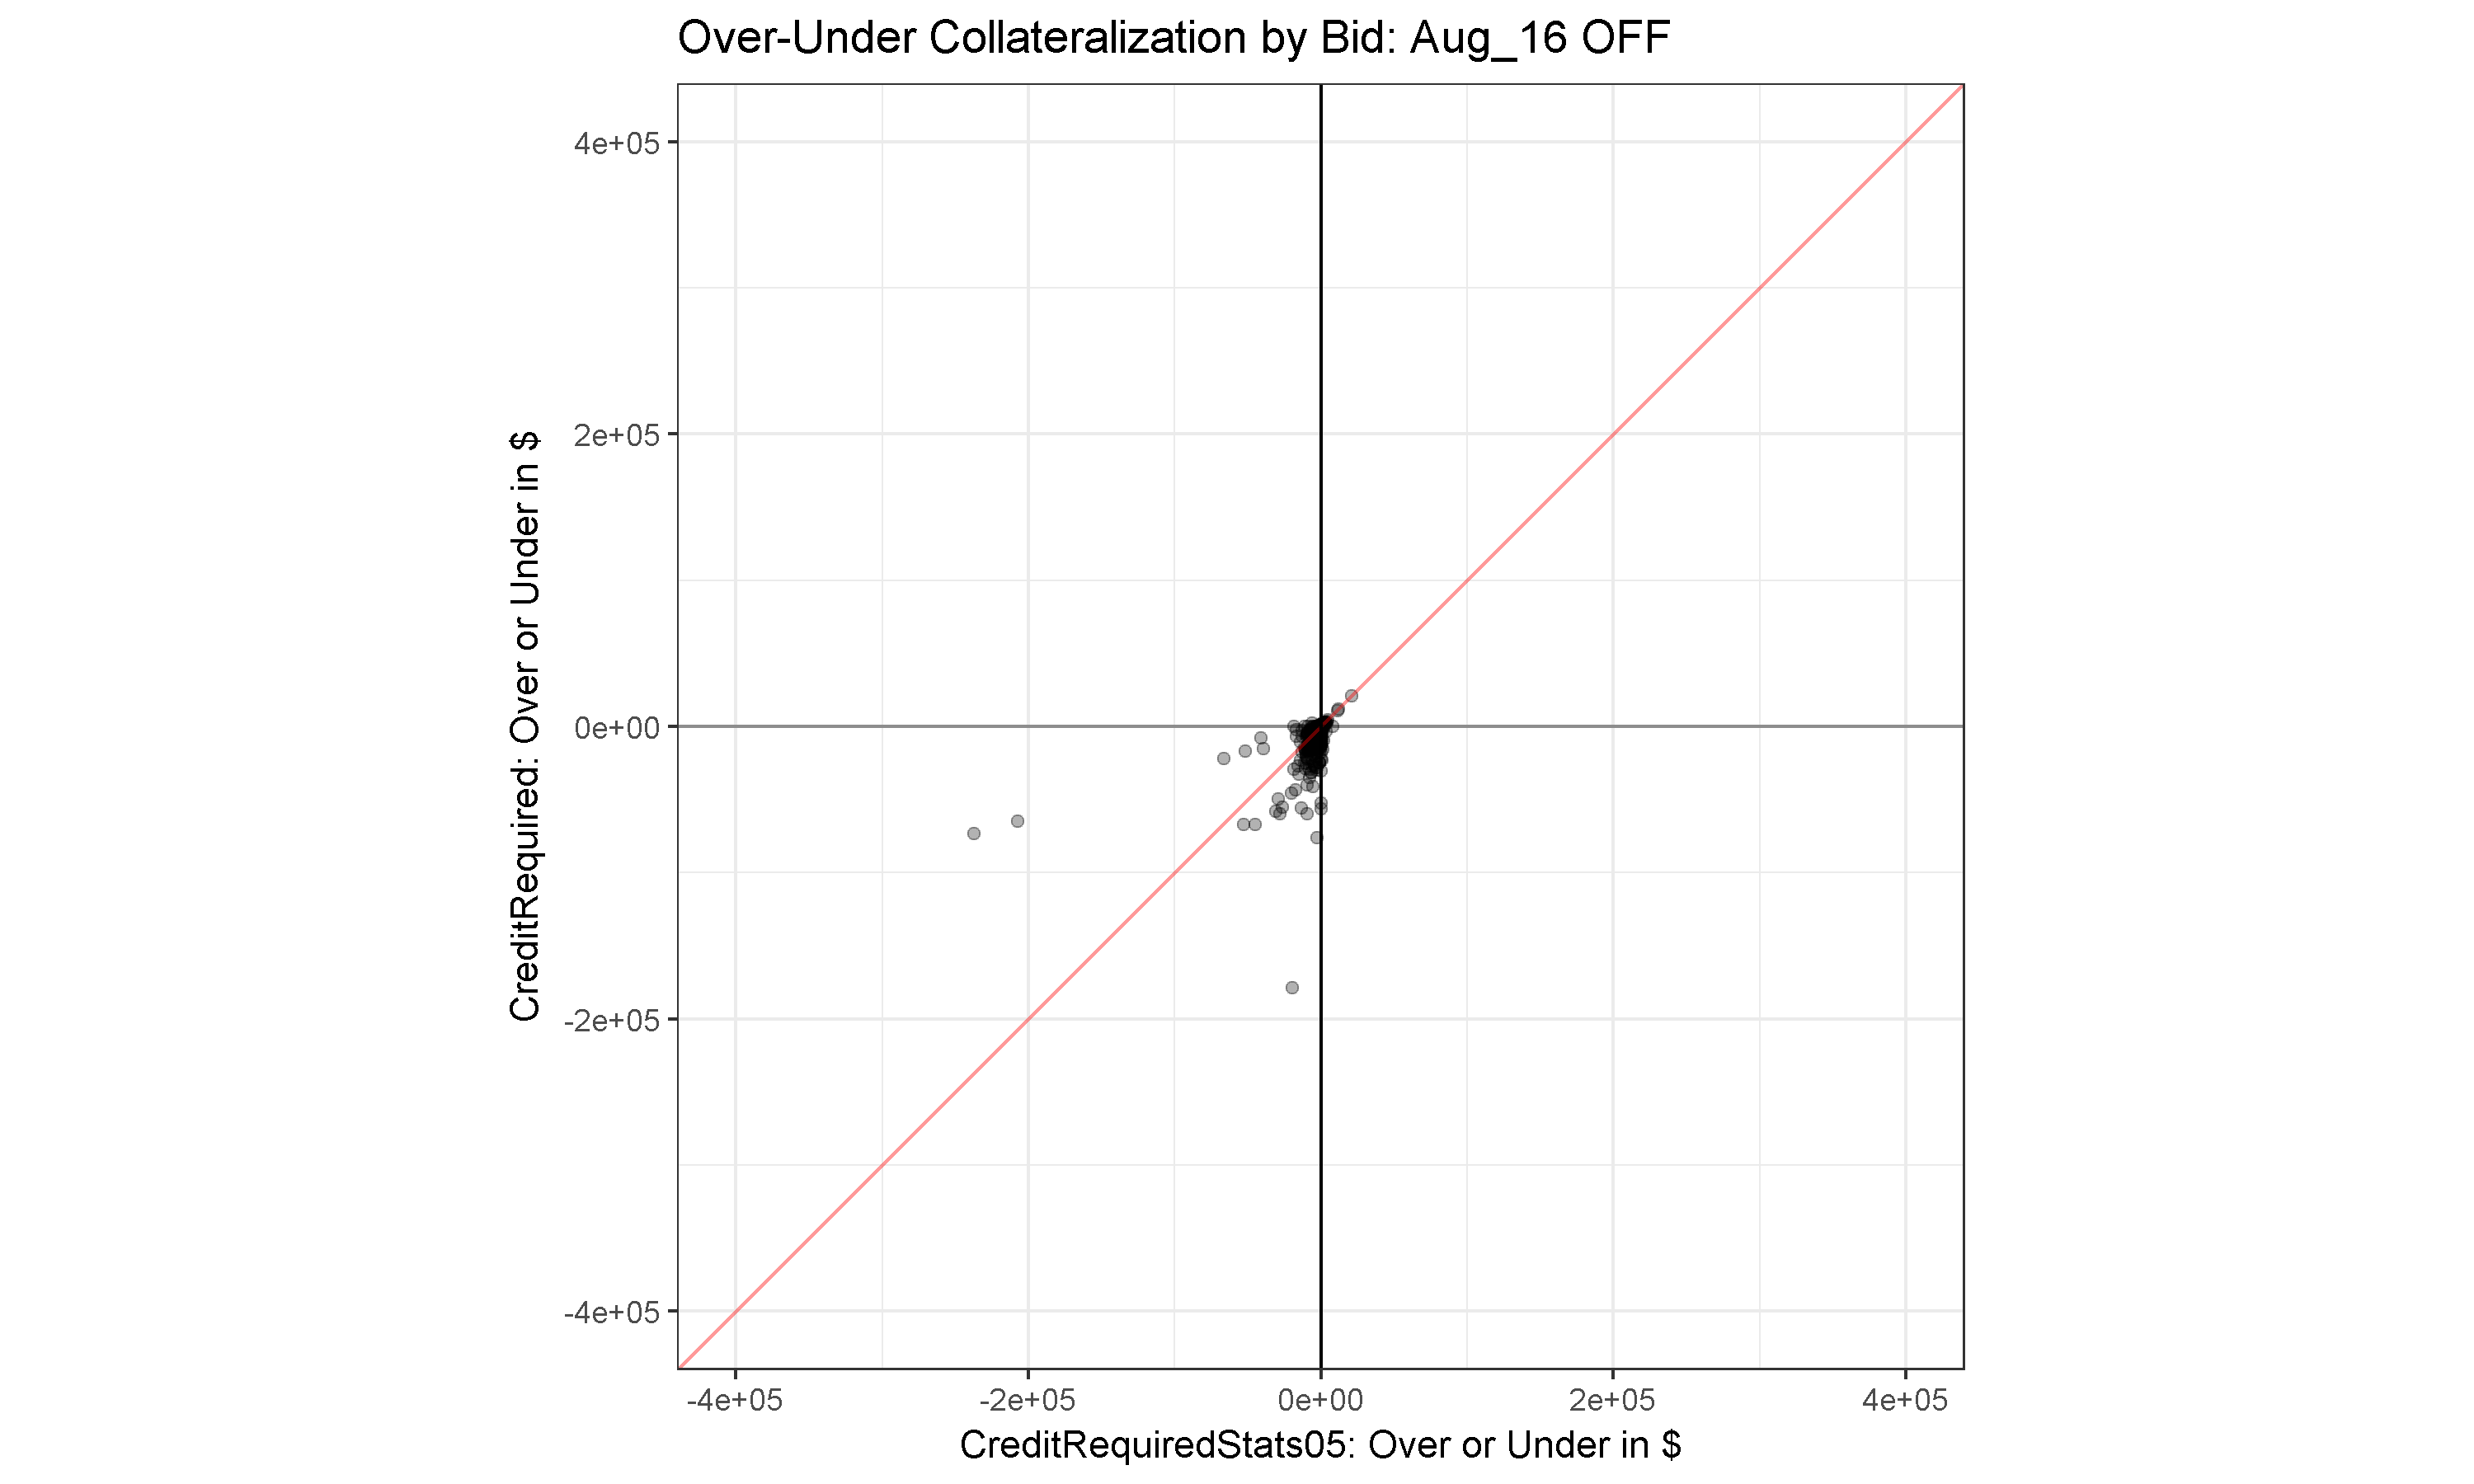 Over-Under Collateralization by Bid: Aug_16 OFF
CreditRequired: Over or Under in $
4e+05
2e+05
0e+00
-2e+05
-4e+05
-4e+05 -2e+05 0e+00 2e+05 4e+05
CreditRequiredStats05: Over or Under in $